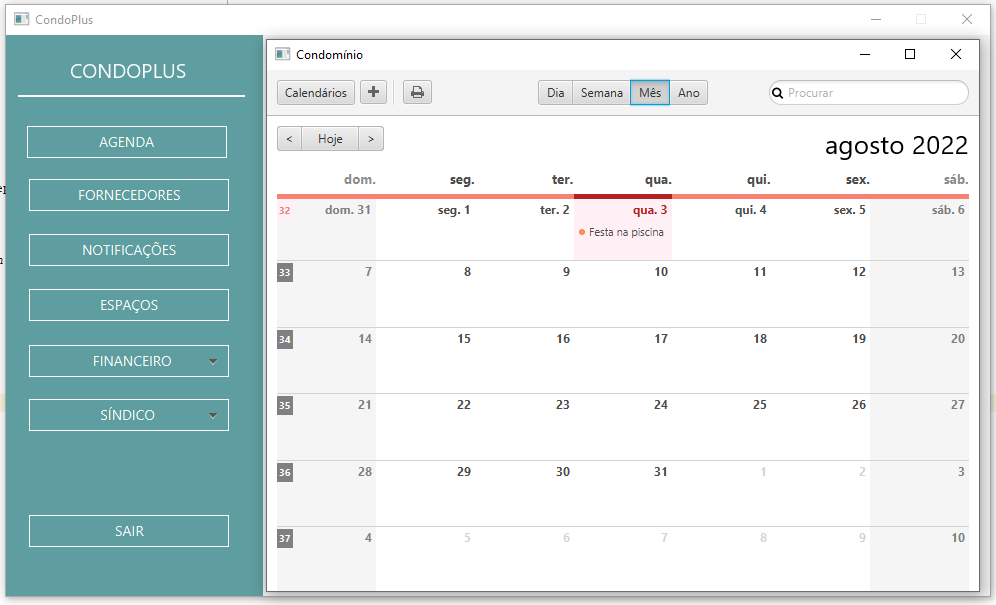 CondoPlus
CONDOPLUS
AGENDA
FORNECEDORES
NOTIFICAÇÕES
ESPAÇOS
FINANCEIRO
SÍNDICO
SAIR
Condomínio
Calendários
Dia Semana Mês Ano
Procurar
< Hoje >
agosto 2022
dom. seg. ter. qua. qui. sex. sáb.
32 dom. 31 seg. 1 ter. 2 qua. 3 qui. 4 sex. 5 sáb. 6
Festa na piscina
33 7 8 9 10 11 12 13
34 14 15 16 17 18 19 20
35 21 22 23 24 25 26 27
36 28 29 30 31 1 2 3
37 4 5 6 7 8 9 10